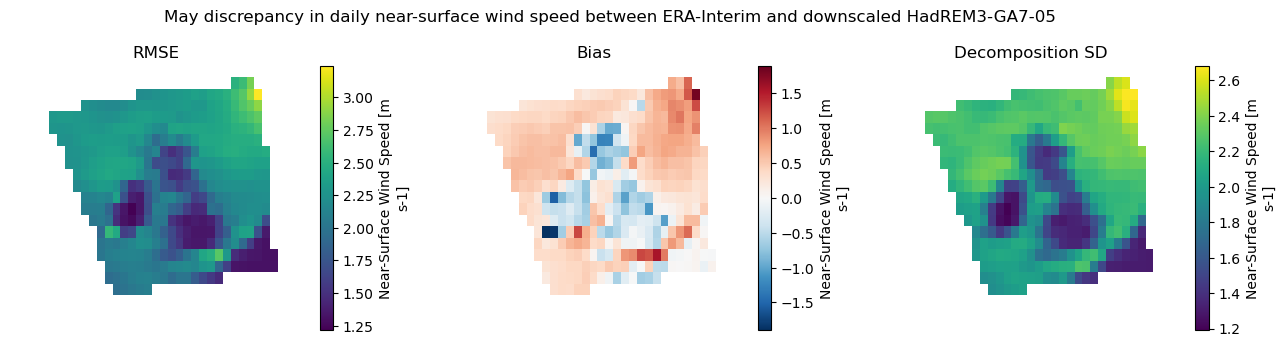 May discrepancy in daily near-surface wind speed between ERA-Interim and downscaled HadREM3-GA7-05
RMSE
3.00
2.75
2.50
2.25
2.00
1.75
1.50
1.25
Near-Surface Wind Speed [m
s-1]
Bias
1.5
1.0
0.5
0.0
−0.5
−1.0
−1.5
Near-Surface Wind Speed [m
s-1]
Decomposition SD
2.6
2.4
2.2
2.0
1.8
1.6
1.4
1.2
Near-Surface Wind Speed [m
s-1]